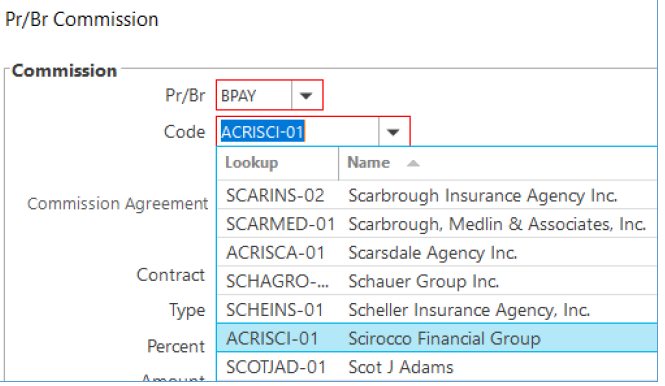 Pr/Br Commission
Commission
Pr/Br BPAY
Code ACRISCI-01
Lookup Name
SCARINS-02 Scarbrough Insurance Agency Inc.
Commission Agreement
SCARMED-01 Scarbrough, Medlin & Associates, Inc.
ACRISCA-01 Scarsdale Agency Inc.
Contract SCHAGRO-... Schauer Group Inc.
Type SCHEINS-01 Scheller Insurance Agency, Inc.
Percent ACRISCI-01 Scirocco Financial Group
Amount SCOTJAD-01 Scot J Adams